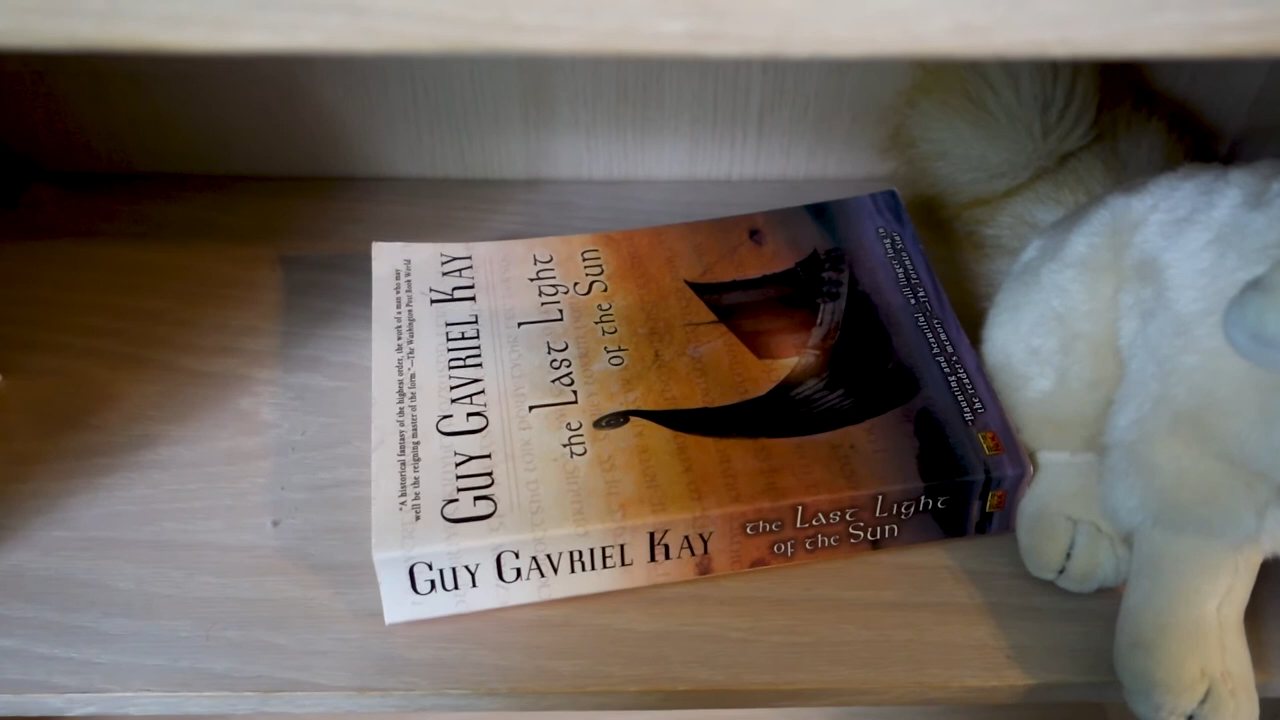 "A historical fantasy of the highest order, the work of a man who may
well be the reigning master of the form."—The Washington Post Book World
GUY GAVRIEL KAY
the Last Light
of the Sun
"Haunting and beautiful, will linger long in
the reader's memory."—The Toronto Star
GUY GAVRIEL KAY
the Last Light
of the Sun